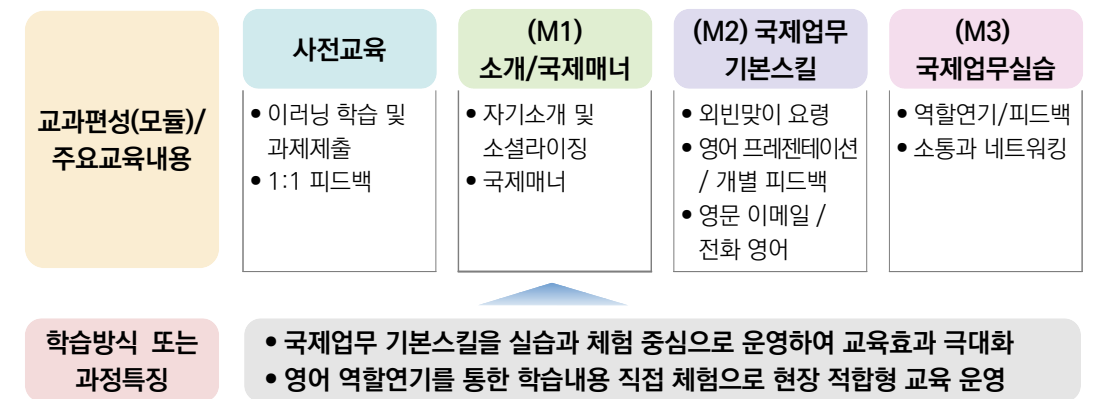 교과편성(모듈)/
주요교육내용
사전교육
• 이러닝 학습 및
과제제출
• 1:1 피드백
(M1)
소개/국제매너
• 자기소개 및
소셜라이징
• 국제매너
(M2) 국제업무
기본스킬
• 외빈맞이 요령
• 영어 프레젠테이션
/ 개별 피드백
• 영문 이메일 /
전화 영어
(M3)
국제업무실습
• 역할연기/피드백
• 소통과 네트워킹
학습방식 또는
과정특징
• 국제업무 기본스킬을 실습과 체험 중심으로 운영하여 교육효과 극대화
• 영어 역할연기를 통한 학습내용 직접 체험으로 현장 적합형 교육 운영